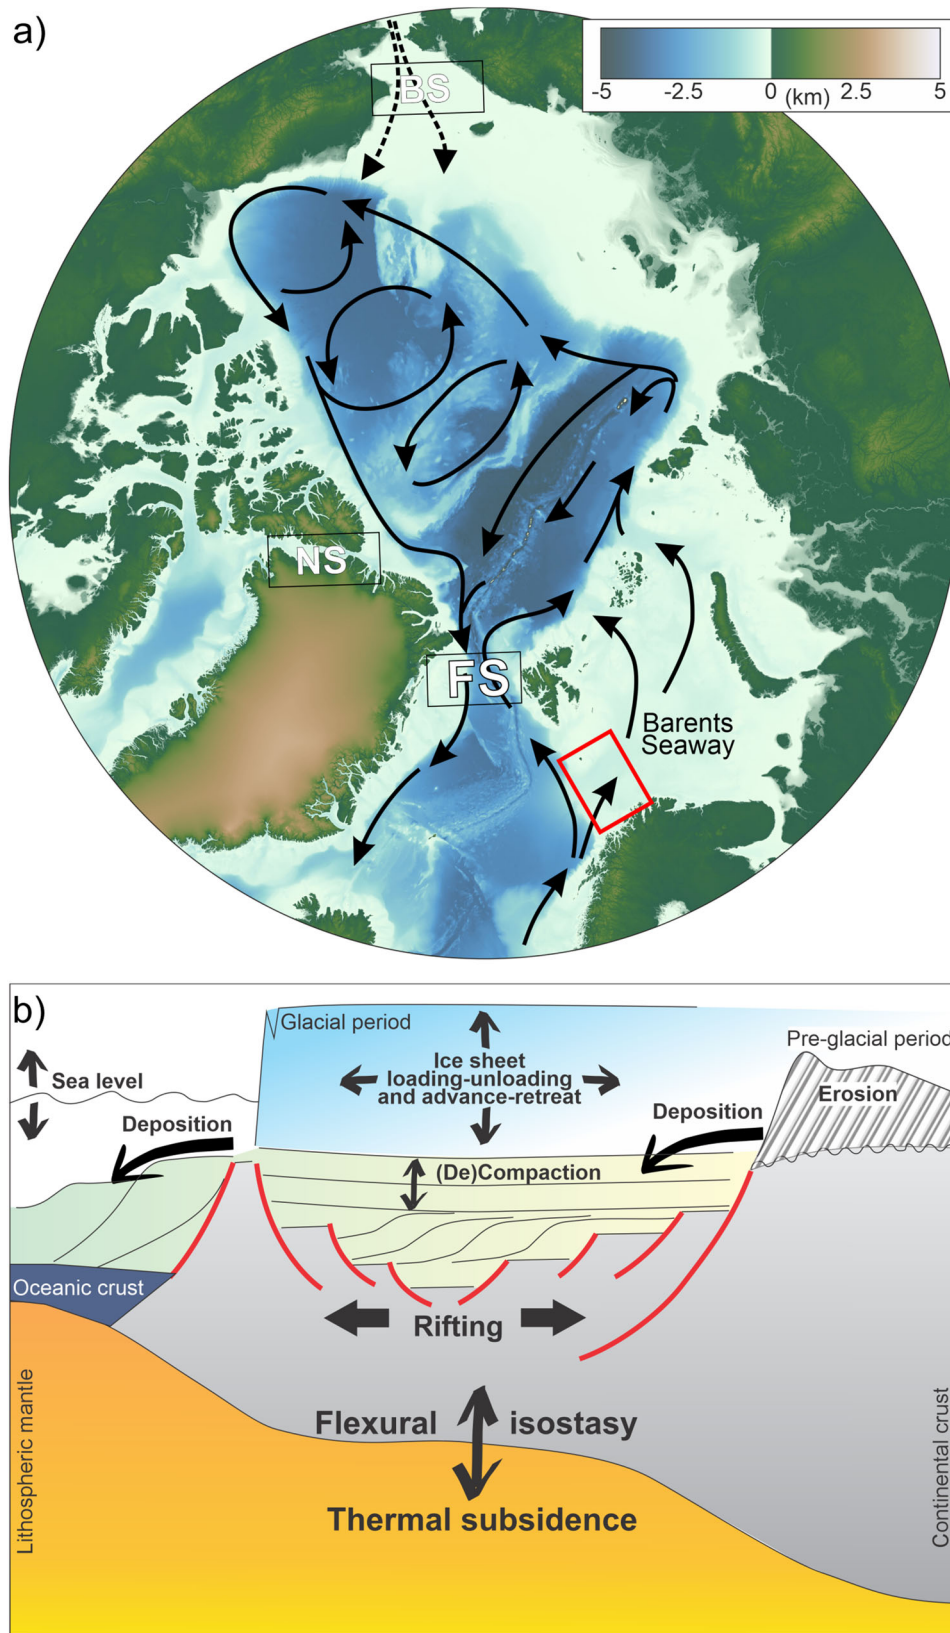 a)
BS
-5 -2.5 0 2.5 5
(km)
NS
FS
Barents
Seaway
b)
Glacial period
Pre-glacial period
Sea level
Ice sheet
loading-unloading
and advance-retreat
Erosion
Deposition
Deposition
(De)Compaction
Oceanic crust
Rifting
Flexural isostasy
Thermal subsidence
Lithospheric mantle
Continental crust